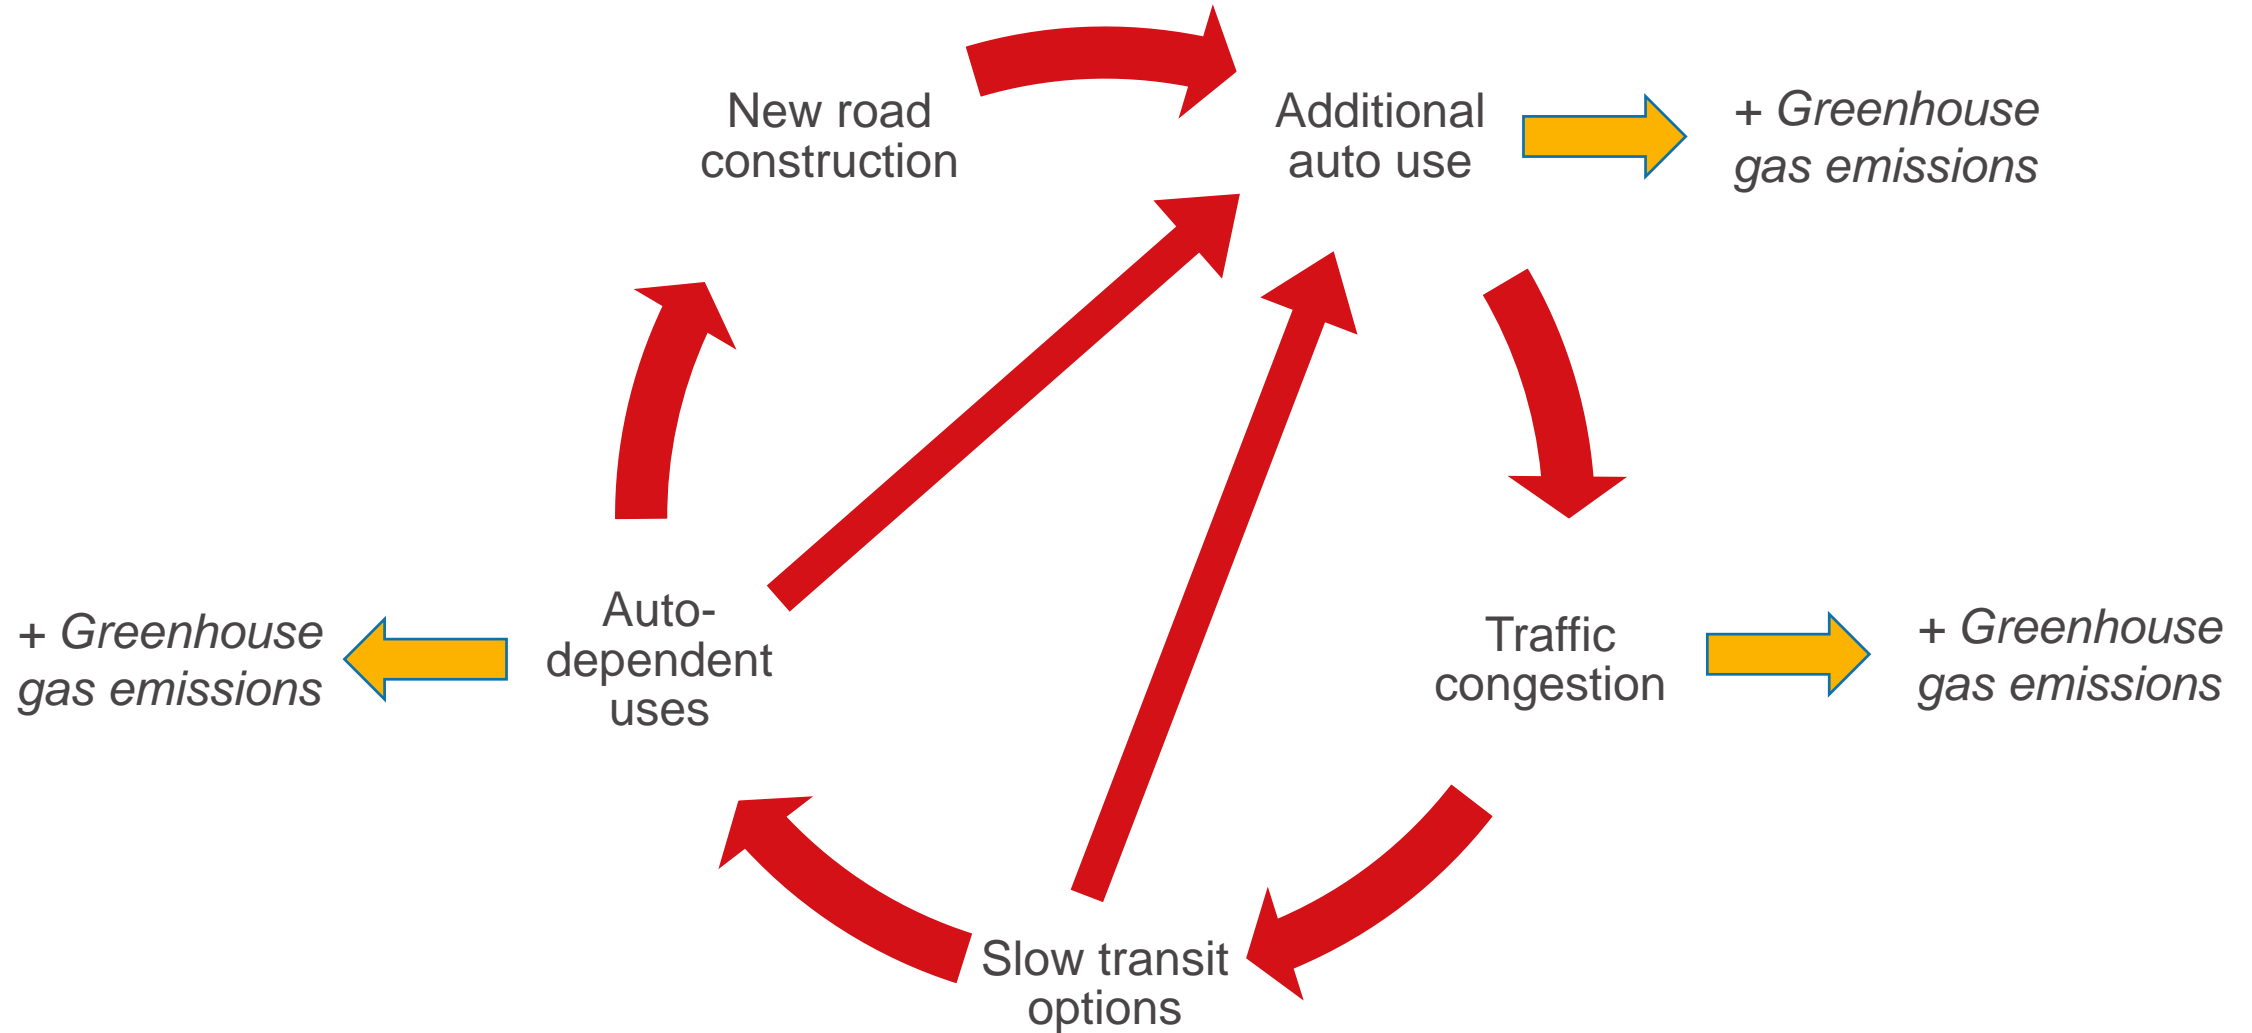 New road
construction
Additional
auto use
+ Greenhouse
gas emissions
+ Greenhouse
gas emissions
Auto-
dependent
uses
Traffic
congestion
+ Greenhouse
gas emissions
Slow transit
options